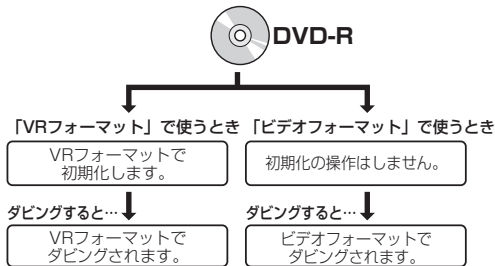 DVD-R
「VRフォーマット」で使うとき
VRフォーマットで
初期化します。
ダビングすると…
VRフォーマットで
ダビングされます。
「ビデオフォーマット」で使うとき
初期化の操作はしません。
ダビングすると…
ビデオフォーマットで
ダビングされます。